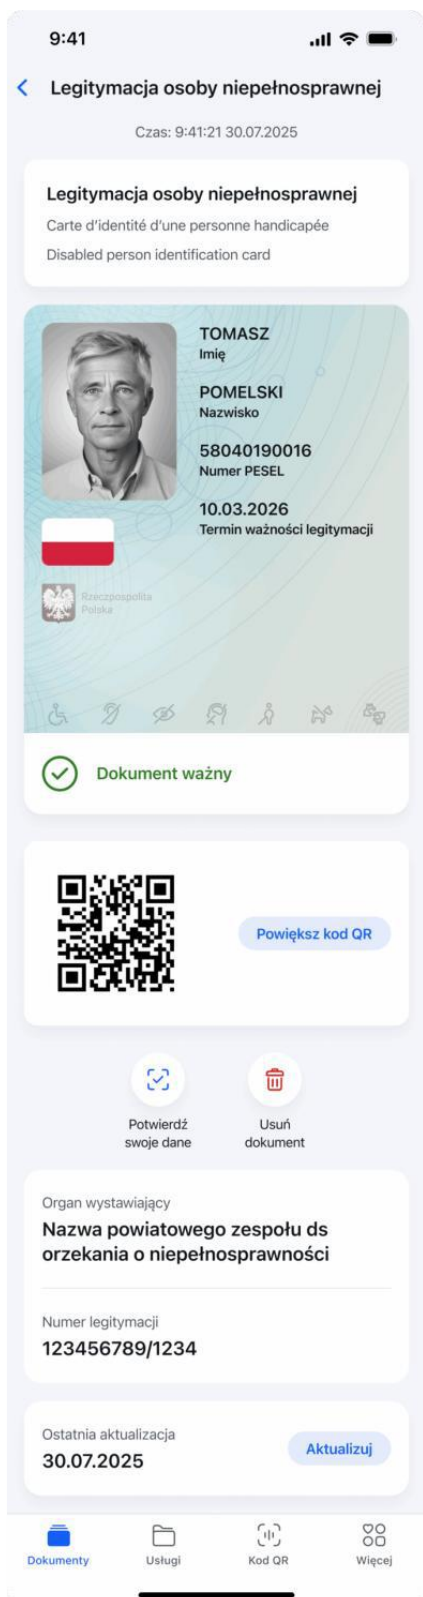 9:41
Legitymacja osoby niepełnosprawnej
Czas: 9:41:21 30.07.2025
Legitymacja osoby niepełnosprawnej
Carte d'identité d'une personne handicapée
Disabled person identification card
TOMASZ
Imię
POMELSKI
Nazwisko
58040190016
Numer PESEL
10.03.2026
Termin ważności legitymacji
Rzeczpospolita
Polska
Dokument ważny
Powiększ kod QR
Potwierdź
swoje dane
Usuń
dokument
Organ wystawiający
Nazwa powiatowego zespołu ds
orzekania o niepełnosprawności
Numer legitymacji
123456789/1234
Ostatnia aktualizacja
30.07.2025
Aktualizuj
Dokumenty
Usługi
Kod QR
Więcej